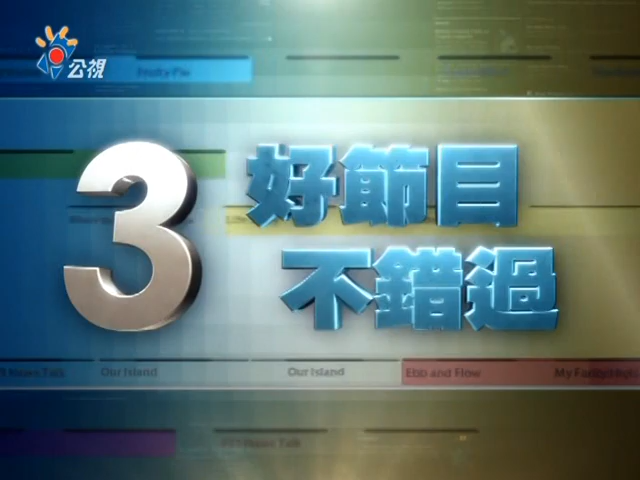 公視
Fruity Pie
3
好節目
不錯過
Our Island
Our Island
Ebb and Flow